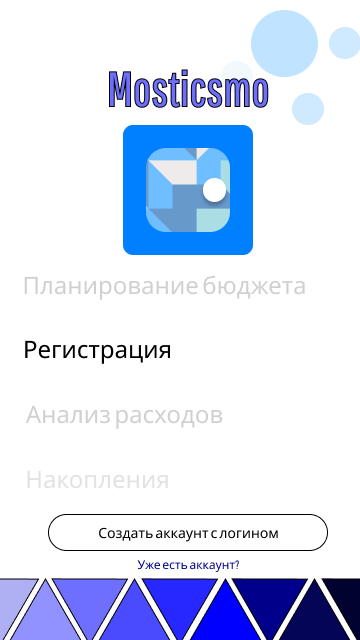 Mosticsmo
Планирование бюджета
Регистрация
Анализ расходов
Накопления
Создать аккаунт с логином
Уже есть аккаунт?